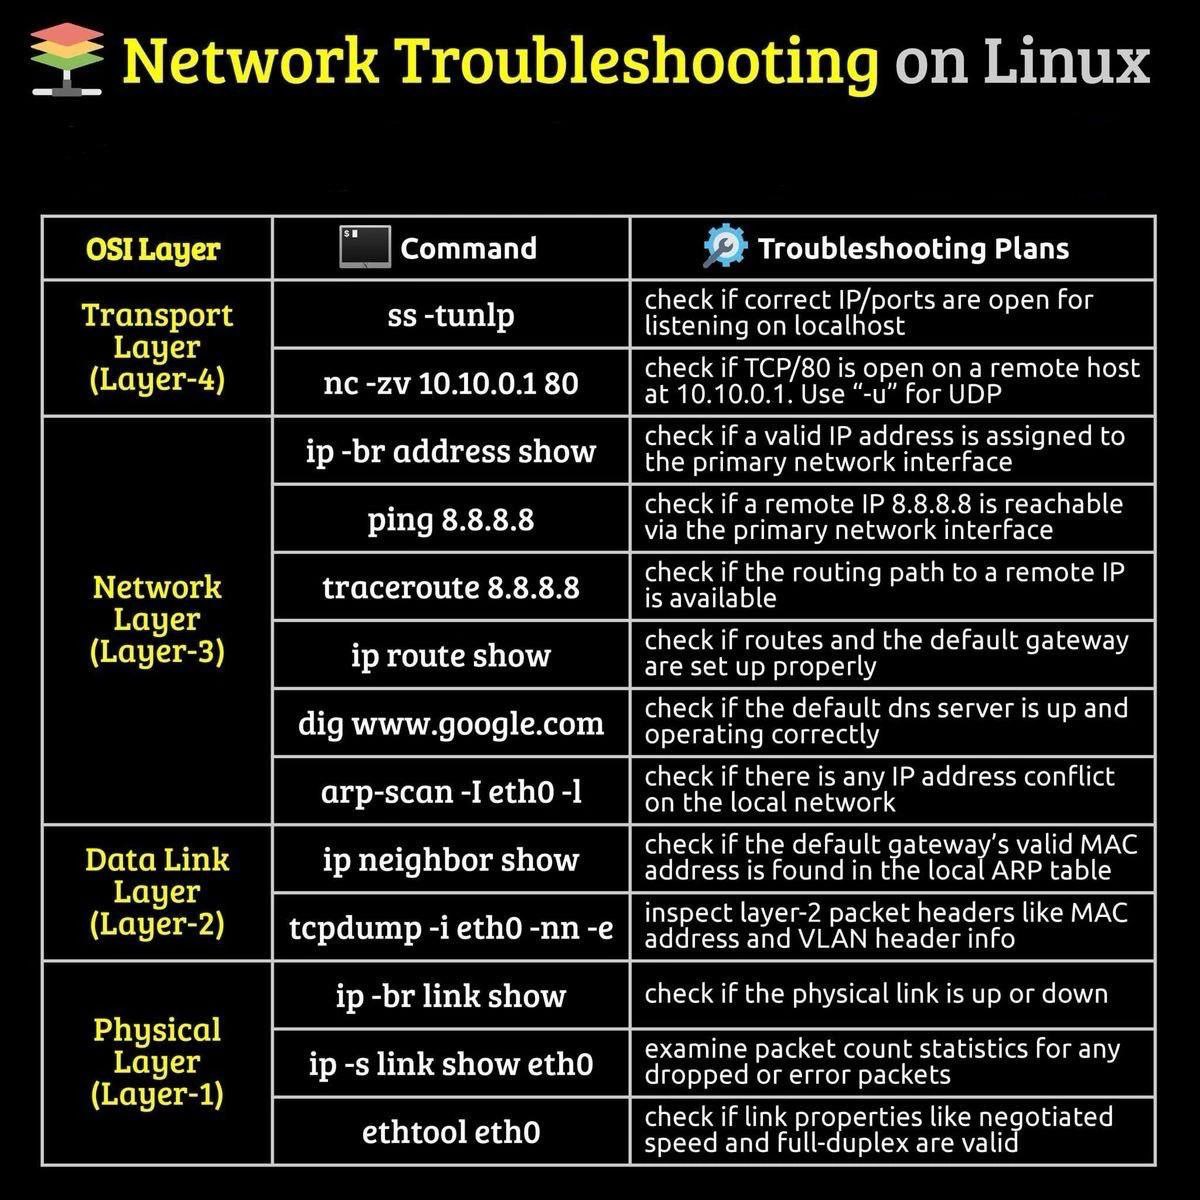 Network Troubleshooting on Linux
OSI Layer
$
Command
Troubleshooting Plans
Transport
Layer
(Layer-4)
ss -tunlp
check if correct IP/ports are open for
listening on localhost
nc -zv 10.10.0.1 80
check if TCP/80 is open on a remote host
at 10.10.0.1. Use “-u” for UDP
Network
Layer
(Layer-3)
ip -br address show
check if a valid IP address is assigned to
the primary network interface
ping 8.8.8.8
check if a remote IP 8.8.8.8 is reachable
via the primary network interface
traceroute 8.8.8.8
check if the routing path to a remote IP
is available
ip route show
check if routes and the default gateway
are set up properly
dig www.google.com
check if the default dns server is up and
operating correctly
arp-scan -I eth0 -l
check if there is any IP address conflict
on the local network
Data Link
Layer
(Layer-2)
ip neighbor show
check if the default gateway’s valid MAC
address is found in the local ARP table
tcpdump -i eth0 -nn -e
inspect layer-2 packet headers like MAC
address and VLAN header info
Physical
Layer
(Layer-1)
ip -br link show
check if the physical link is up or down
ip -s link show eth0
examine packet count statistics for any
dropped or error packets
ethtool eth0
check if link properties like negotiated
speed and full-duplex are valid